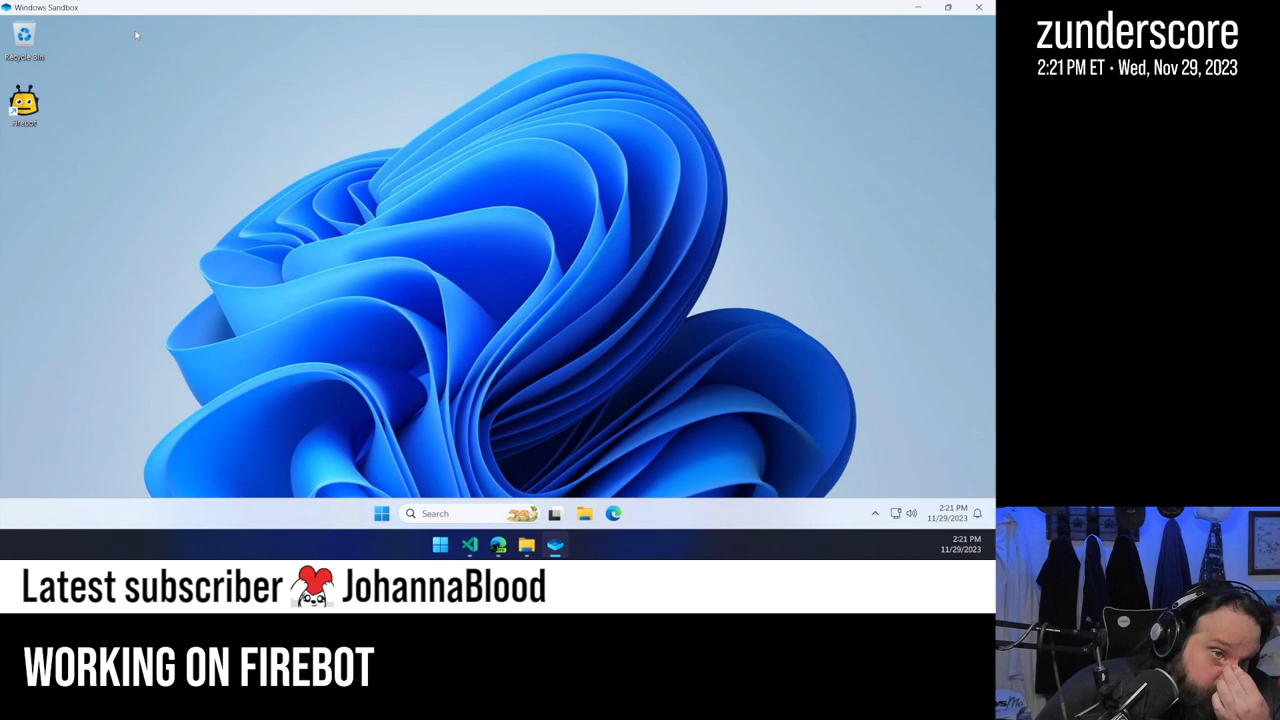 Windows Sandbox
zunderscore
2:21 PM ET • Wed, Nov 29, 2023
Recycle Bin
Firebot
Search
2:21 PM
11/29/2023
2:21 PM
11/29/2023
Latest subscriber JohannaBlood
WORKING ON FIREBOT